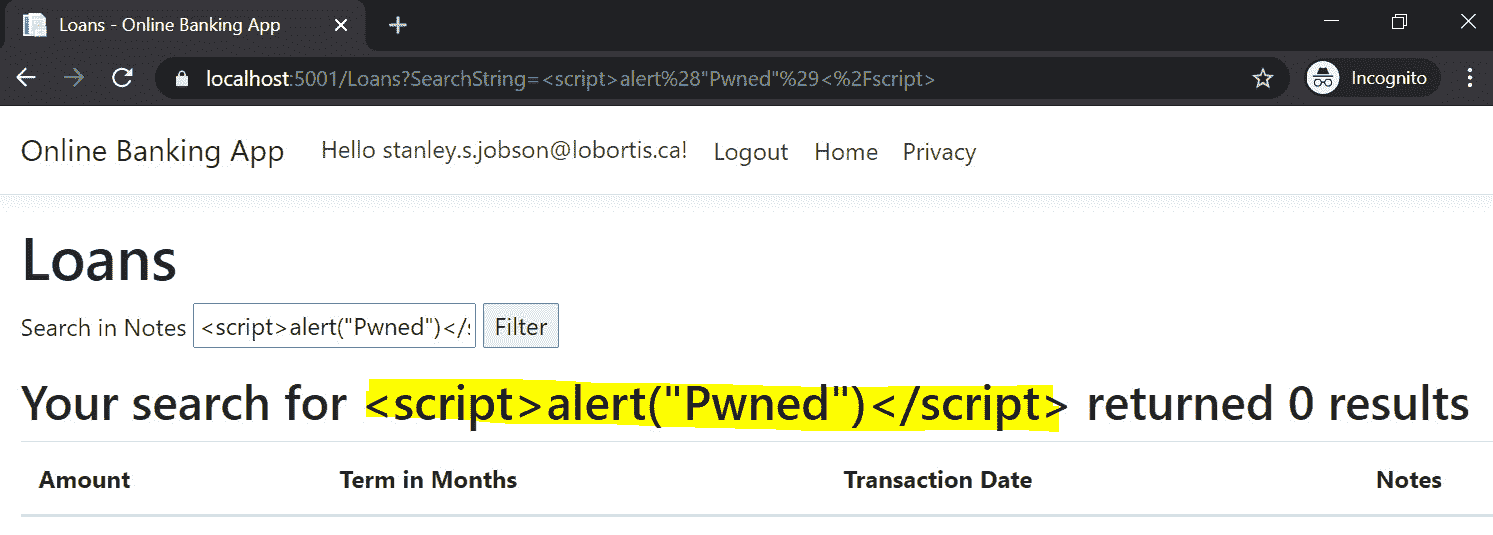 Loans - Online Banking App
localhost:5001/Loans?SearchString=<script>alert%28"Pwned"%29<%2Fscript>
Incognito
Online Banking App Hello stanley.s.jobson@lobortis.ca! Logout Home Privacy
Loans
Search in Notes <script>alert("Pwned")</s Filter
Your search for <script>alert("Pwned")</script> returned 0 results
Amount Term in Months Transaction Date Notes